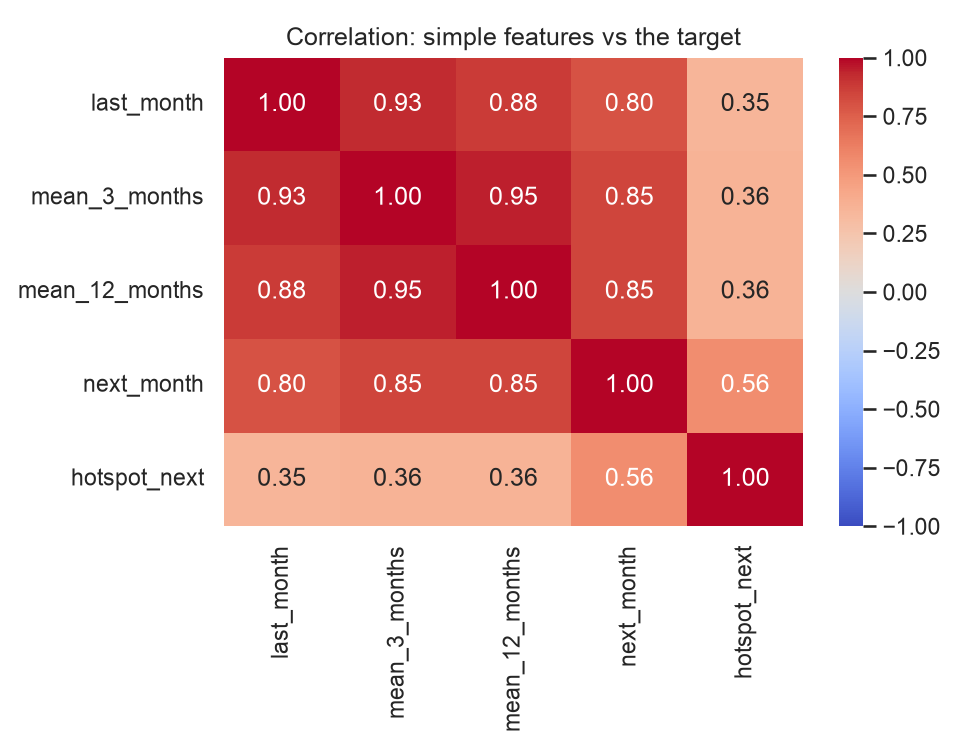 Correlation: simple features vs the target
last_month 1.00 0.93 0.88 0.80 0.35
mean_3_months 0.93 1.00 0.95 0.85 0.36
mean_12_months 0.88 0.95 1.00 0.85 0.36
next_month 0.80 0.85 0.85 1.00 0.56
hotspot_next 0.35 0.36 0.36 0.56 1.00
last_month
mean_3_months
mean_12_months
next_month
hotspot_next
1.00
0.75
0.50
0.25
0.00
−0.25
−0.50
−0.75
−1.00